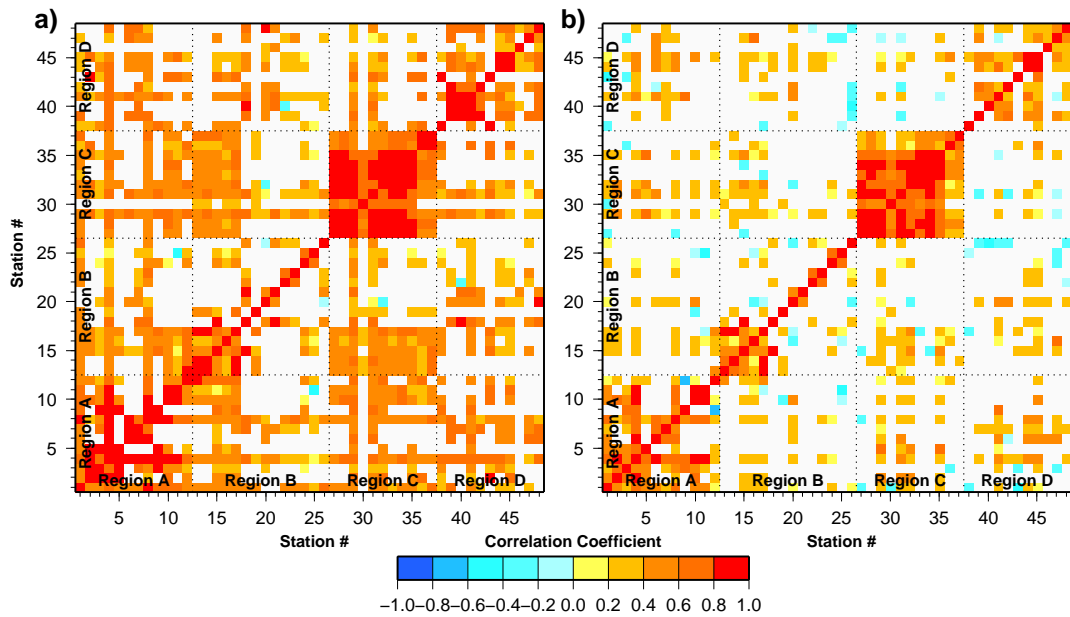 a)
b)
Region D
Region C
Region B
Region A
45
40
35
30
25
20
15
10
5
Station #
Region A
Region B
Region C
Region D
5
10
15
20
25
30
35
40
45
Station #
Region D
Region C
Region B
Region A
45
40
35
30
25
20
15
10
5
Region A
Region B
Region C
Region D
5
10
15
20
25
30
35
40
45
Station #
Correlation Coefficient
−1.0−0.8−0.6−0.4−0.2 0.0 0.2 0.4 0.6 0.8 1.0